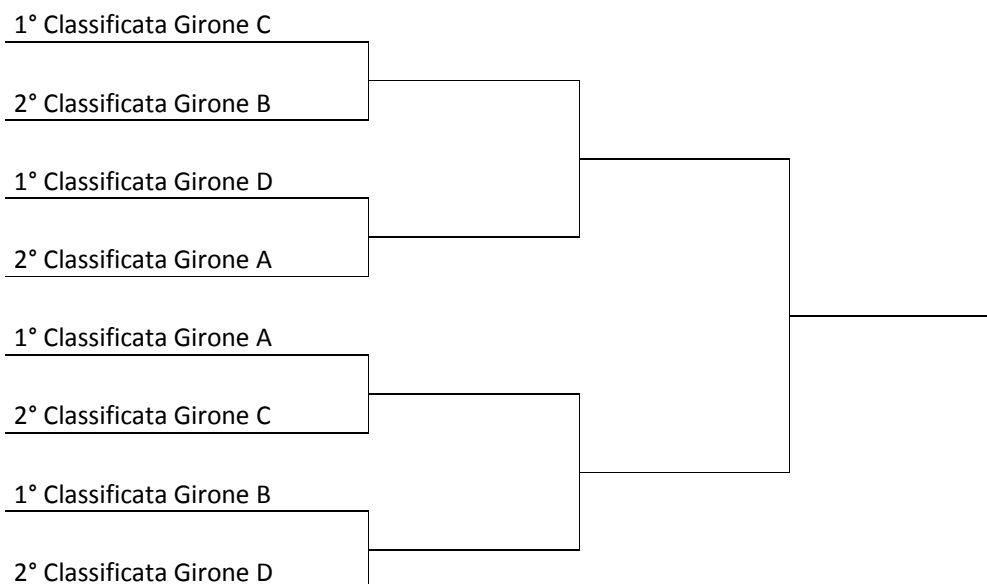 1° Classificata Girone C
2° Classificata Girone B
1° Classificata Girone D
2° Classificata Girone A
1° Classificata Girone A
2° Classificata Girone C
1° Classificata Girone B
2° Classificata Girone D